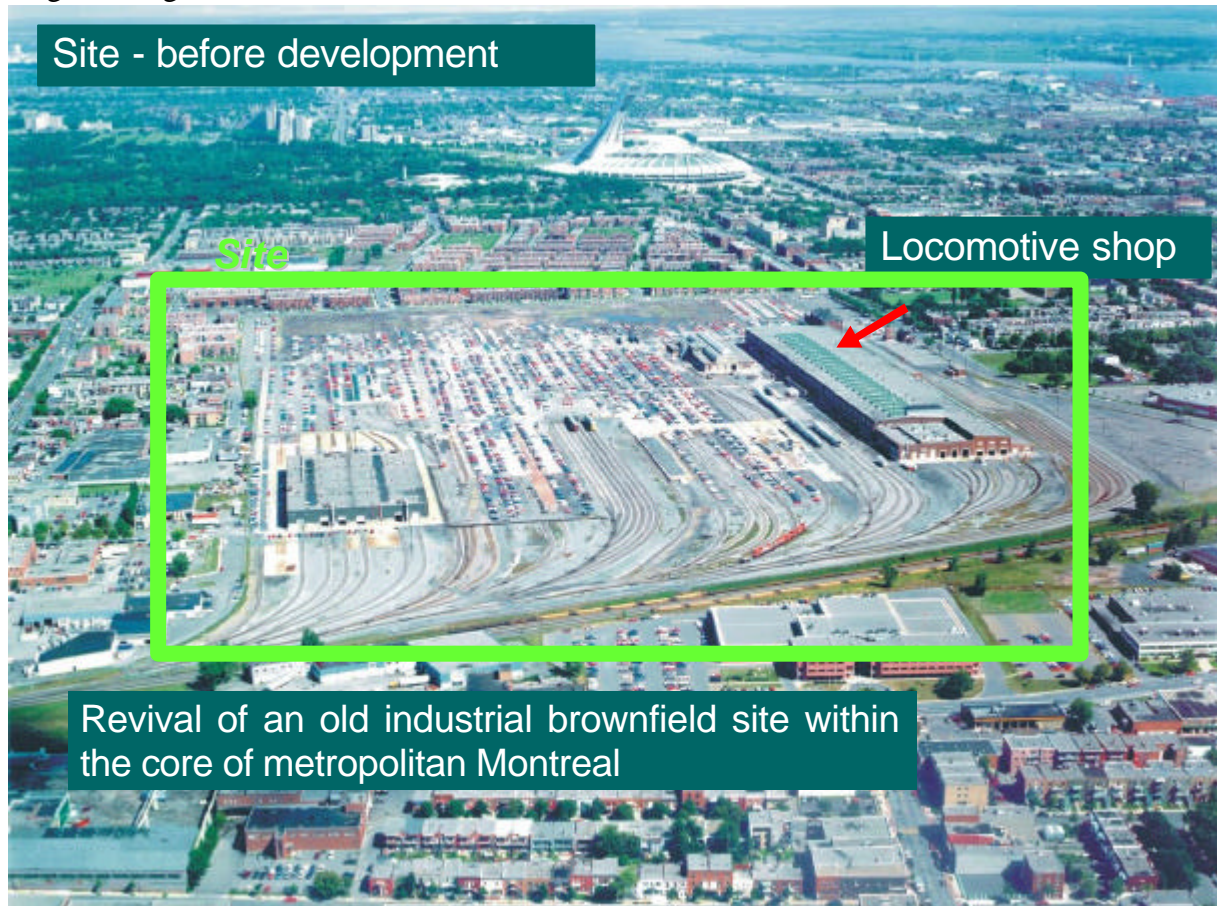 Site - before development
Site
Locomotive shop
Revival of an old industrial brownfield site within
the core of metropolitan Montreal